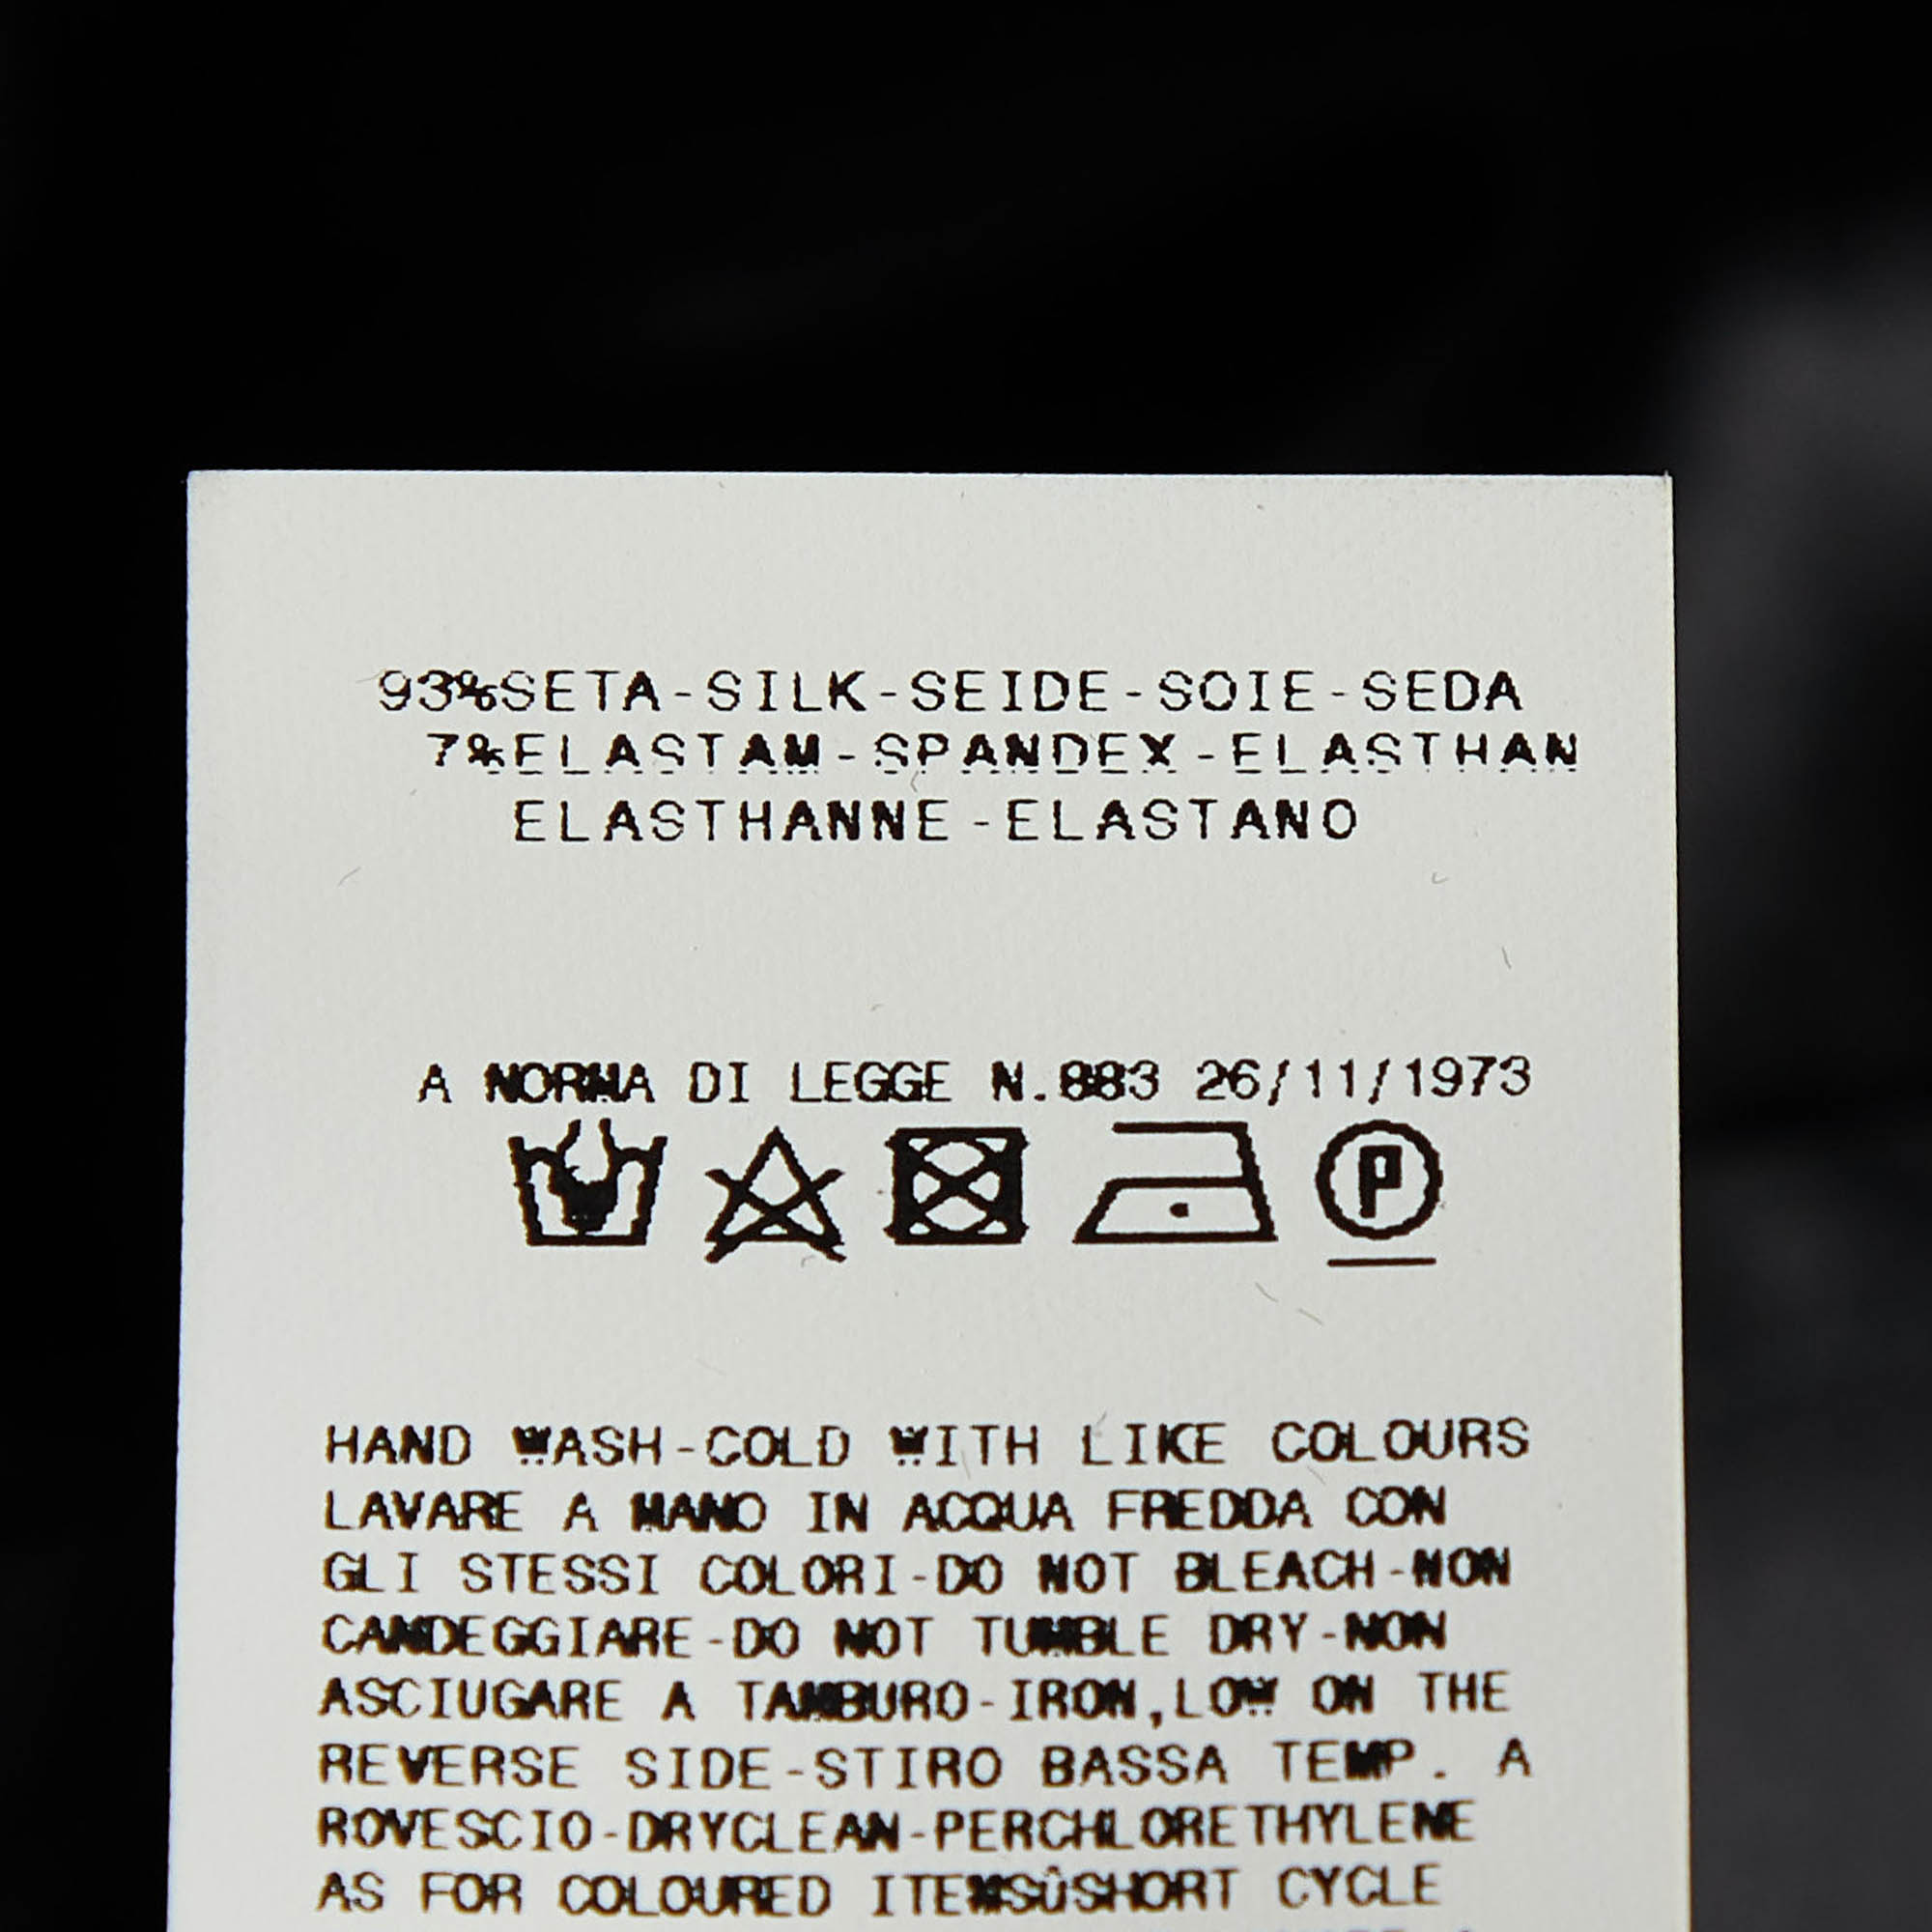 93%SETA-SILK-SEIDE-SOIE-SEDA
7%ELASTAM-SPANDEX-ELASTHAN
ELASTHANNE-ELASTANO
A NORMA DI LEGGE N.883 26/11/1973
P
HAND WASH-COLD WITH LIKE COLOURS
LAVARE A MANO IN ACQUA FREDDA CON
GLI STESSI COLORI-DO NOT BLEACH-NON
CANDEGGIARE-DO NOT TUMBLE DRY-NON
ASCIUGARE A TAMBURO-IRON,LOW ON THE
REVERSE SIDE-STIRO BASSA TEMP. A
ROVESCIO-DRYCLEAN-PERCHLORETHYLENE
AS FOR COLOURED ITEMSÛSHORT CYCLE